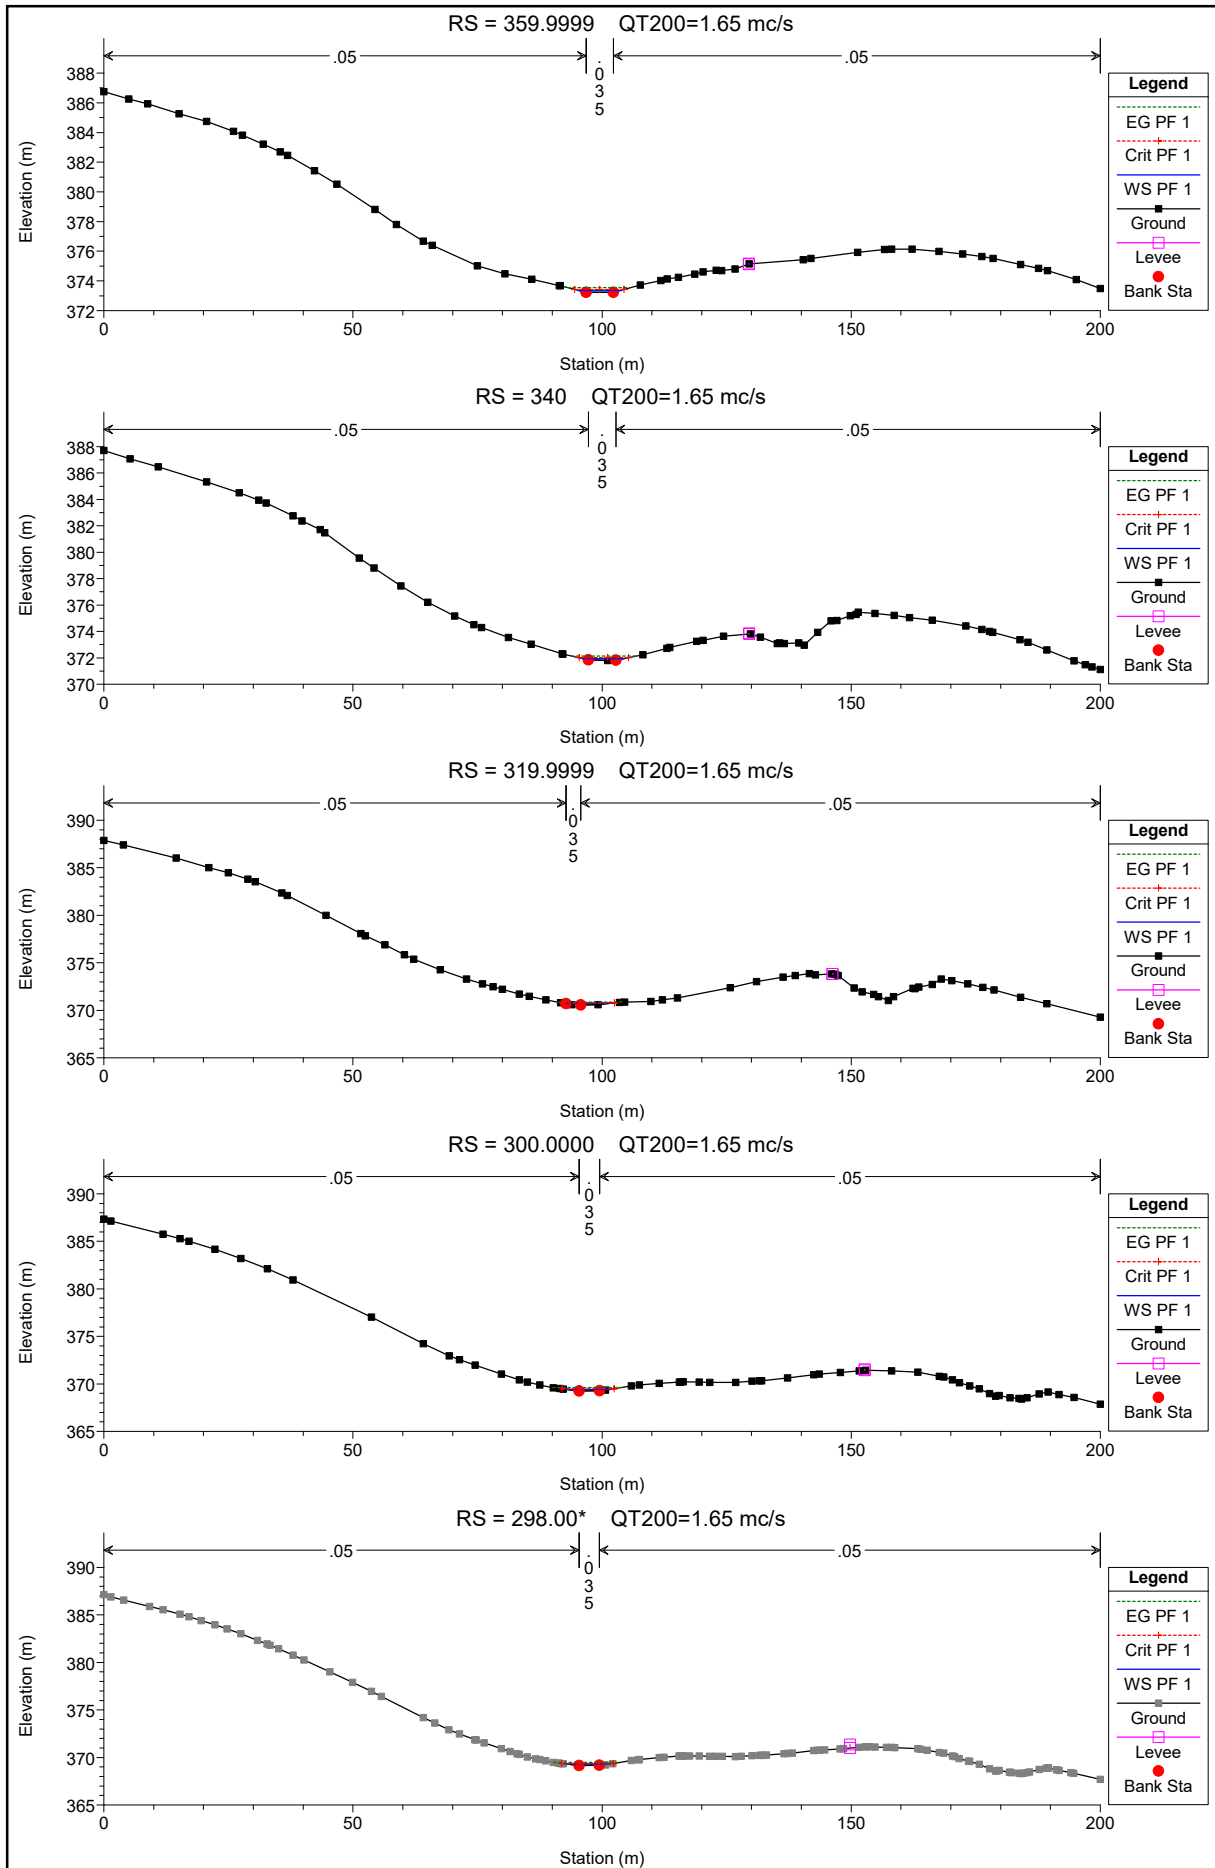 RS = 359.9999 QT200=1.65 mc/s
.05
.035
.05
Elevation (m)
388
386
384
382
380
378
376
374
372
0
50
100
150
200
Station (m)
Legend
EG PF 1
Crit PF 1
WS PF 1
Ground
Levee
Bank Sta
RS = 340 QT200=1.65 mc/s
.05
.035
.05
Elevation (m)
388
386
384
382
380
378
376
374
372
370
0
50
100
150
200
Station (m)
Legend
EG PF 1
Crit PF 1
WS PF 1
Ground
Levee
Bank Sta
RS = 319.9999 QT200=1.65 mc/s
.05
.035
.05
Elevation (m)
390
385
380
375
370
365
0
50
100
150
200
Station (m)
Legend
EG PF 1
Crit PF 1
WS PF 1
Ground
Levee
Bank Sta
RS = 300.0000 QT200=1.65 mc/s
.05
.035
.05
Elevation (m)
390
385
380
375
370
365
0
50
100
150
200
Station (m)
Legend
EG PF 1
Crit PF 1
WS PF 1
Ground
Levee
Bank Sta
RS = 298.00* QT200=1.65 mc/s
.05
.035
.05
Elevation (m)
390
385
380
375
370
365
0
50
100
150
200
Station (m)
Legend
EG PF 1
Crit PF 1
WS PF 1
Ground
Levee
Bank Sta